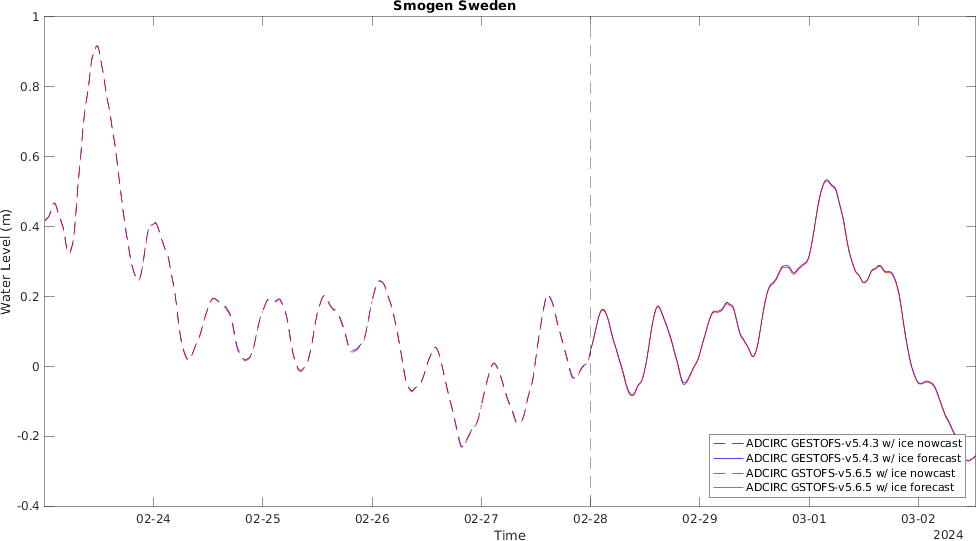 Smogen Sweden
1
0.8
0.6
0.4
0.2
0
-0.2
-0.4
Water Level (m)
ADCIRC GESTOFS-v5.4.3 w/ ice nowcast
ADCIRC GESTOFS-v5.4.3 w/ ice forecast
ADCIRC GSTOFS-v5.6.5 w/ ice nowcast
ADCIRC GSTOFS-v5.6.5 w/ ice forecast
02-24 02-25 02-26 02-27 02-28 02-29 03-01 03-02
Time
2024